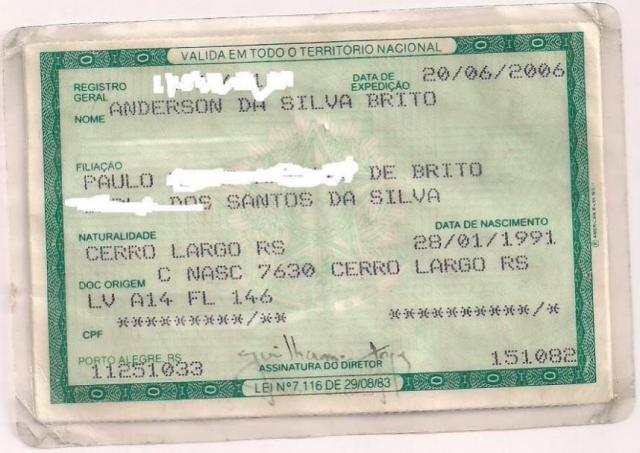 VALIDA EM TODO O TERRITÓRIO NACIONAL
REGISTRO GERAL DATA DE EXPEDIÇÃO 20/06/2006
NOME ANDERSON DA SILVA BRITO
FILIAÇÃO
PAULO DE BRITO
DOS SANTOS DA SILVA
NATURALIDADE DATA DE NASCIMENTO
CERRO LARGO RS 28/01/1991
DOC ORIGEM C NASC 7630 CERRO LARGO RS
LV A14 FL 146
CPF *********/** *********/*
PORTO ALEGRE, RS
11251033 ASSINATURA DO DIRETOR 151082
LEI Nº 7.116 DE 29/08/83